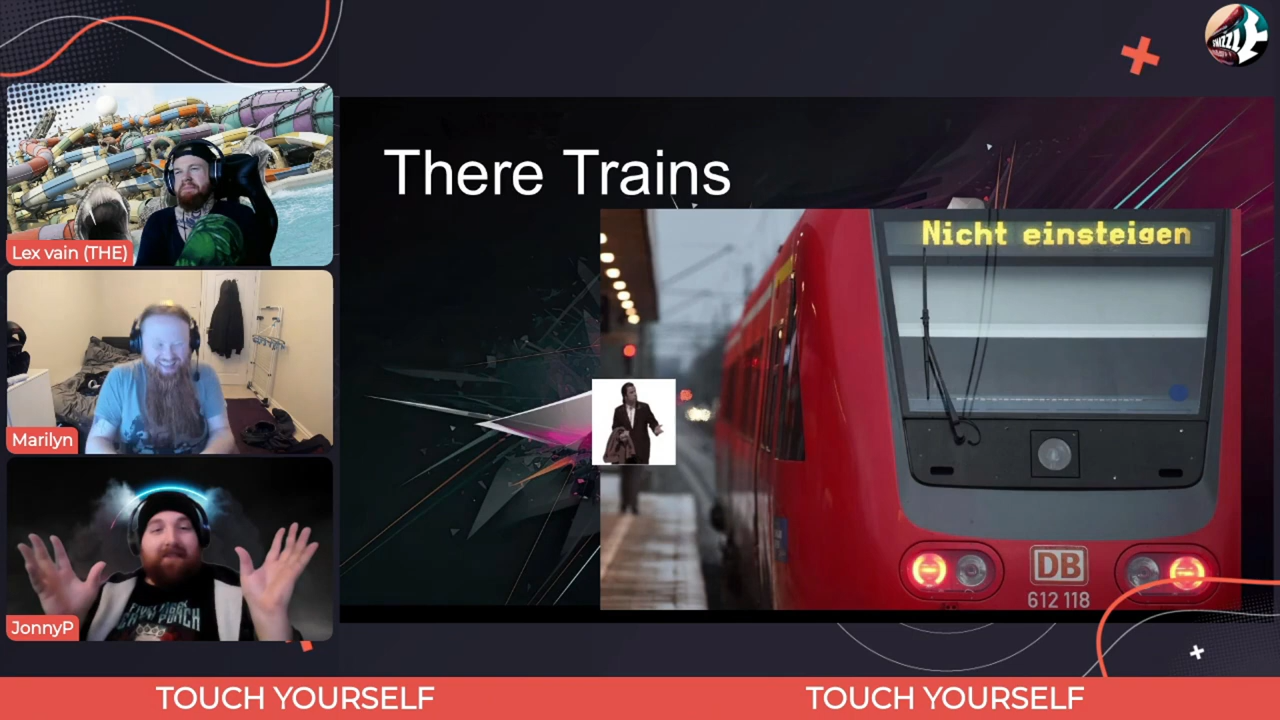 There Trains
Nicht einsteigen
Lex vain (THE)
Marilyn
JonnyP
DB
612 118
TOUCH YOURSELF
TOUCH YOURSELF